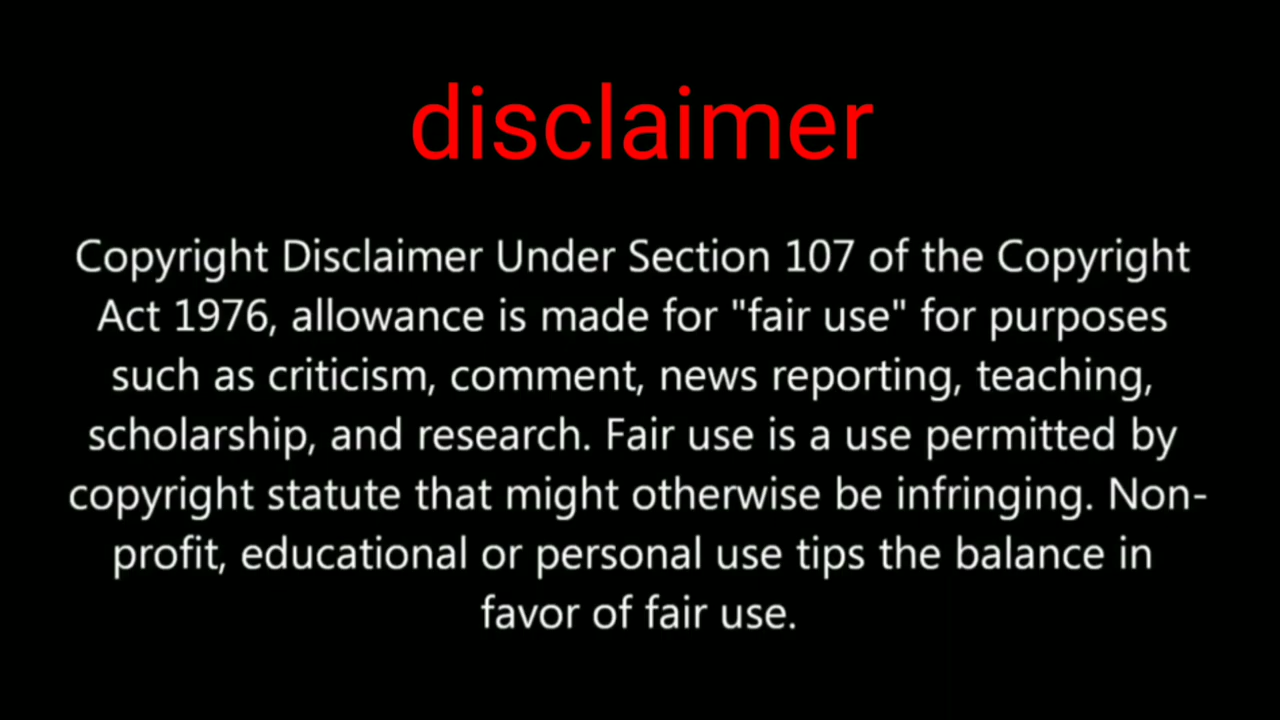 disclaimer
Copyright Disclaimer Under Section 107 of the Copyright
Act 1976, allowance is made for "fair use" for purposes
such as criticism, comment, news reporting, teaching,
scholarship, and research. Fair use is a use permitted by
copyright statute that might otherwise be infringing. Non-
profit, educational or personal use tips the balance in
favor of fair use.